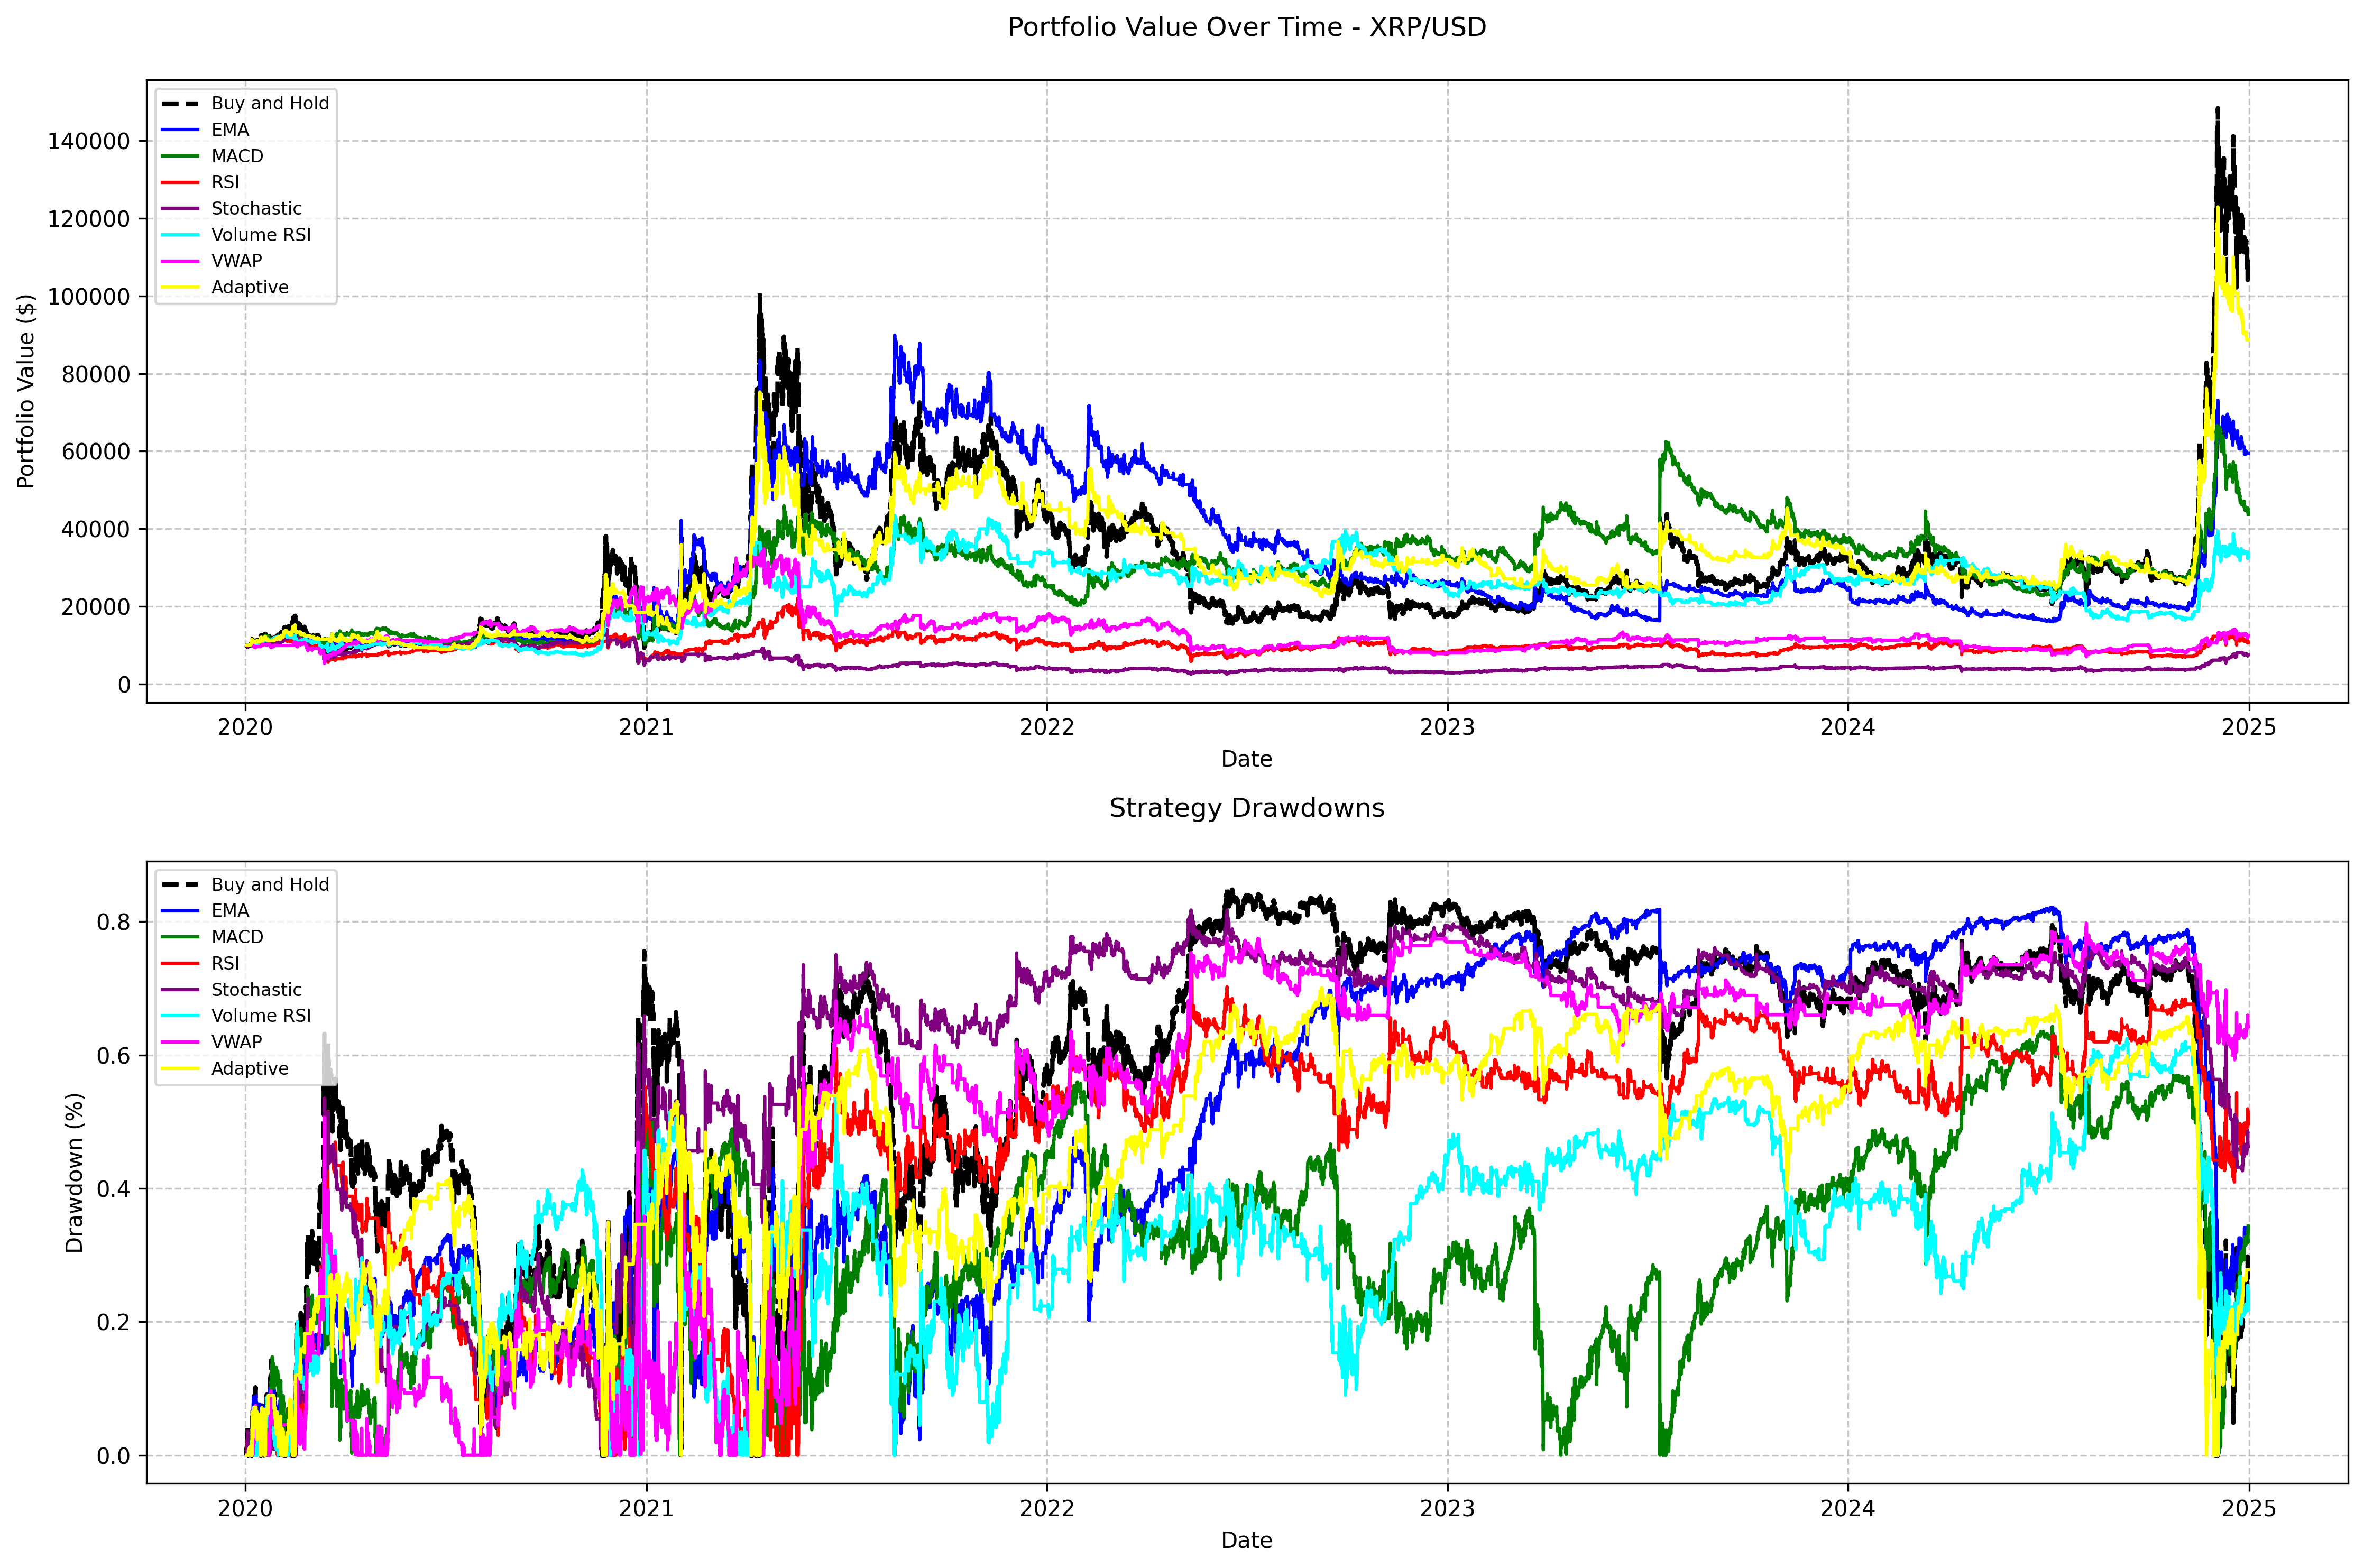 Portfolio Value Over Time - XRP/USD
Portfolio Value ($)
140000
120000
100000
80000
60000
40000
20000
0
Buy and Hold
EMA
MACD
RSI
Stochastic
Volume RSI
VWAP
Adaptive
2020 2021 2022 2023 2024 2025
Date
Strategy Drawdowns
Drawdown (%)
0.8
0.6
0.4
0.2
0.0
Buy and Hold
EMA
MACD
RSI
Stochastic
Volume RSI
VWAP
Adaptive
2020 2021 2022 2023 2024 2025
Date